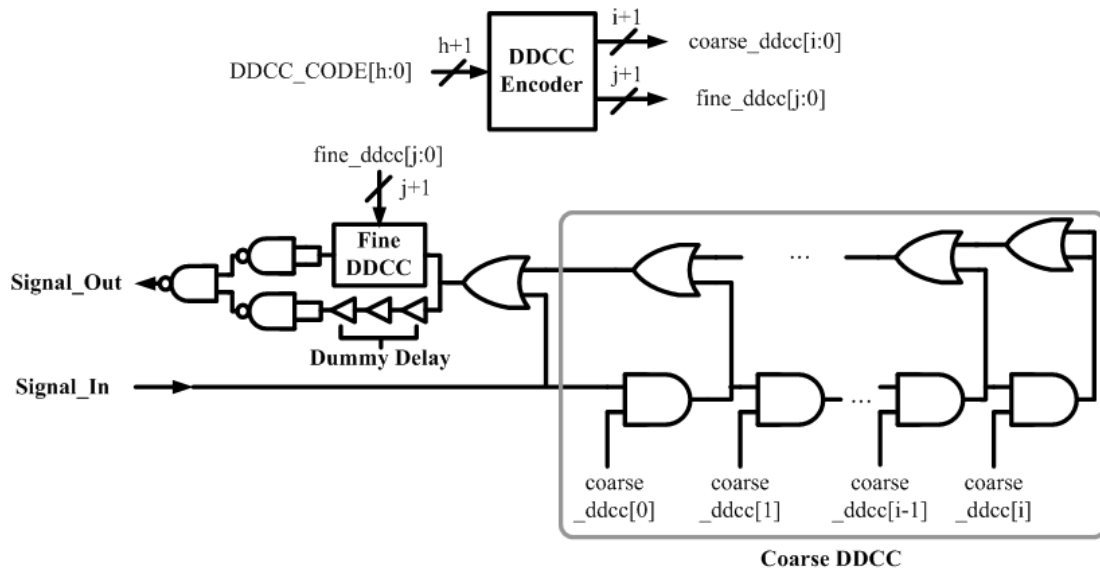 i+1
h+1
coarse_ddcc[i:0]
DDCC_CODE[h:0]
DDCC
Encoder
j+1
fine_ddcc[j:0]
fine_ddcc[j:0]
j+1
Fine
DDCC
...
Signal_Out
Dummy Delay
Signal_In
...
coarse
_ddcc[0]
coarse
_ddcc[1]
coarse
_ddcc[i-1]
coarse
_ddcc[i]
Coarse DDCC